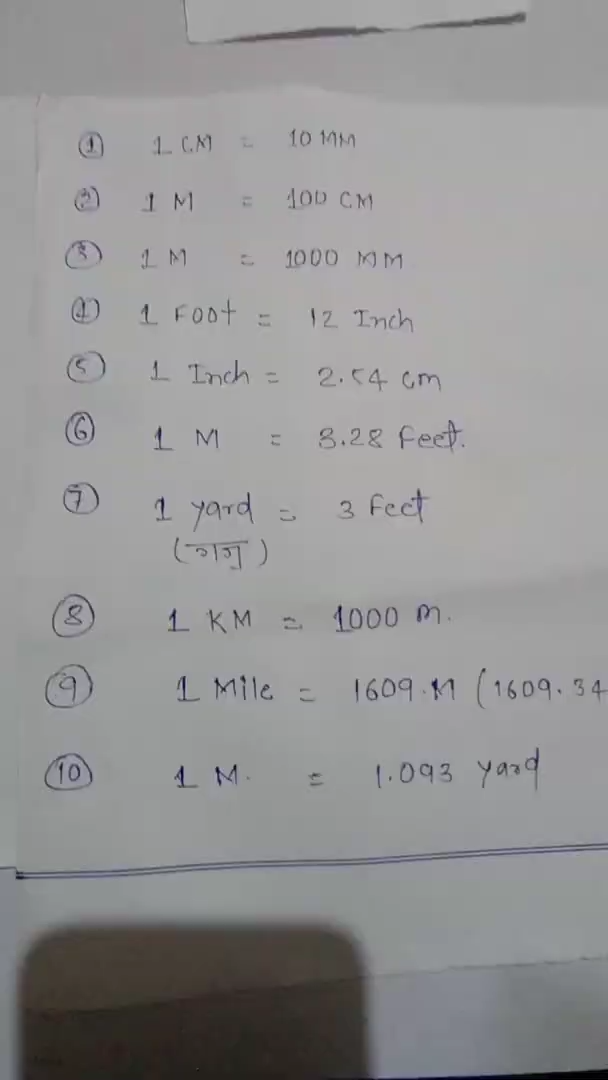 ① 1 CM = 10 MM
② 1 M = 100 CM
③ 1 M = 1000 MM
④ 1 Foot = 12 Inch
⑤ 1 Inch = 2.54 cm
⑥ 1 M = 3.28 Feet.
⑦ 1 yard = 3 Feet
(गज)
⑧ 1 KM = 1000 m.
⑨ 1 Mile = 1609.M (1609.34
⑩ 1 M. = 1.093 yard